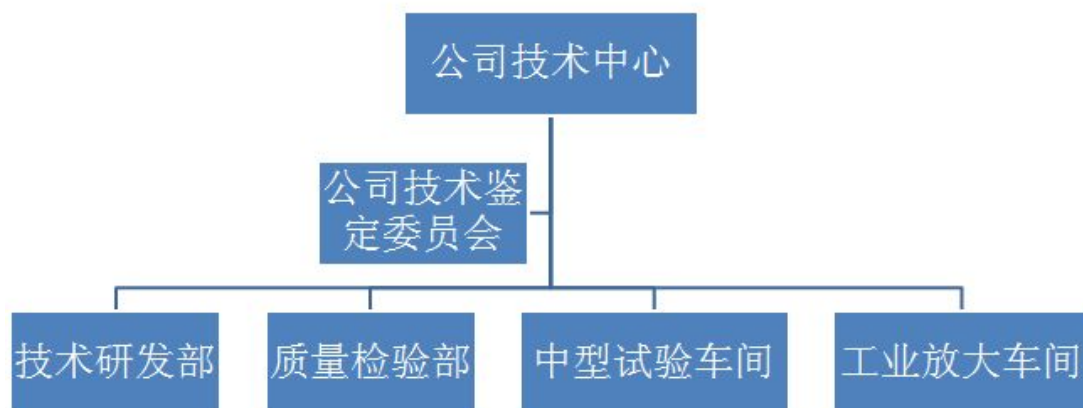 公司技术中心
公司技术鉴
定委员会
技术研发部
质量检验部
中型试验车间
工业放大车间